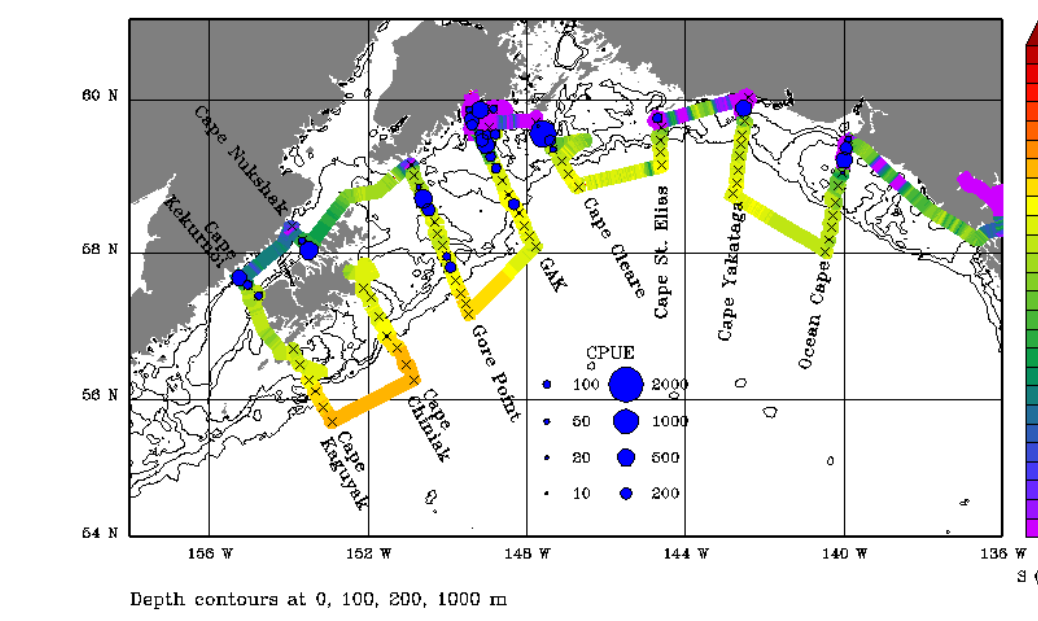 60 N
58 N
56 N
54 N
156 W
152 W
148 W
144 W
140 W
136 W
Cape Nukshak
Cape
Kekurnoi
Cape
Kaguyak
Cape
Chiniak
Gore Point
GAK
Cape Cleare
Cape St. Elias
Cape Yakataga
Ocean Cape
CPUE
100 2000
50 1000
20 500
10 200
S (
Depth contours at 0, 100, 200, 1000 m